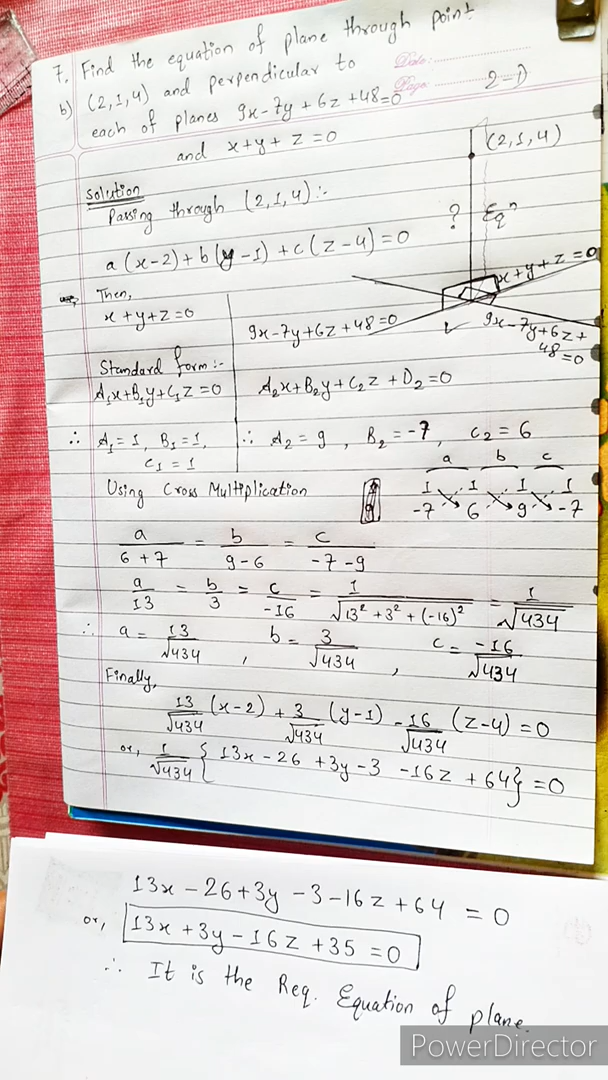 7. Find the equation of plane through point
b) (2,1,4) and perpendicular to
Date:
Page:
each of planes 9x-7y+6z+48=0
and x+y+z=0
(2,1,4)
Solution
Passing through (2,1,4):-
? Eqⁿ
a(x-2)+b(y-1)+c(z-4)=0
x+y+z=0
9x-7y+6z+
48=0
Then,
x+y+z=0
9x-7y+6z+48=0
Standard form:-
A₁x+B₁y+C₁z=0
A₂x+B₂y+C₂z+D₂=0
∴ A₁=1, B₁=1,
C₁=1
∴ A₂=9, B₂=-7, C₂=6
Using Cross Multiplication
a b c
1 1 1 1
-7 6 9 -7
a/(6+7) = b/(9-6) = c/(-7-9)
a/13 = b/3 = c/-16 = 1/√(13²+3²+(-16)²) = 1/√434
∴ a = 13/√434, b = 3/√434, c = -16/√434
Finally,
13/√434 (x-2) + 3/√434 (y-1) - 16/√434 (z-4) = 0
or, 1/√434 {13x-26+3y-3-16z+64} = 0
13x-26+3y-3-16z+64 = 0
or, 13x+3y-16z+35=0
∴ It is the Req. Equation of plane.
PowerDirector